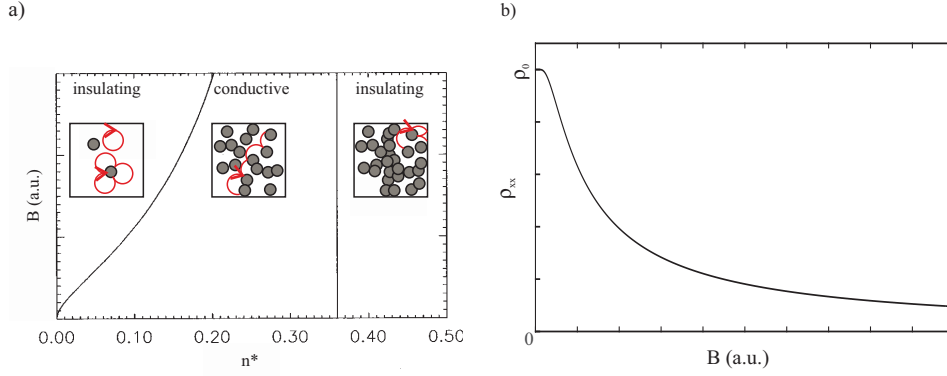 a)
insulating conductive insulating
B (a.u.)
0.00 0.10 0.20 0.30 0.40 0.50
n*
b)
ρ0
ρxx
0
B (a.u.)